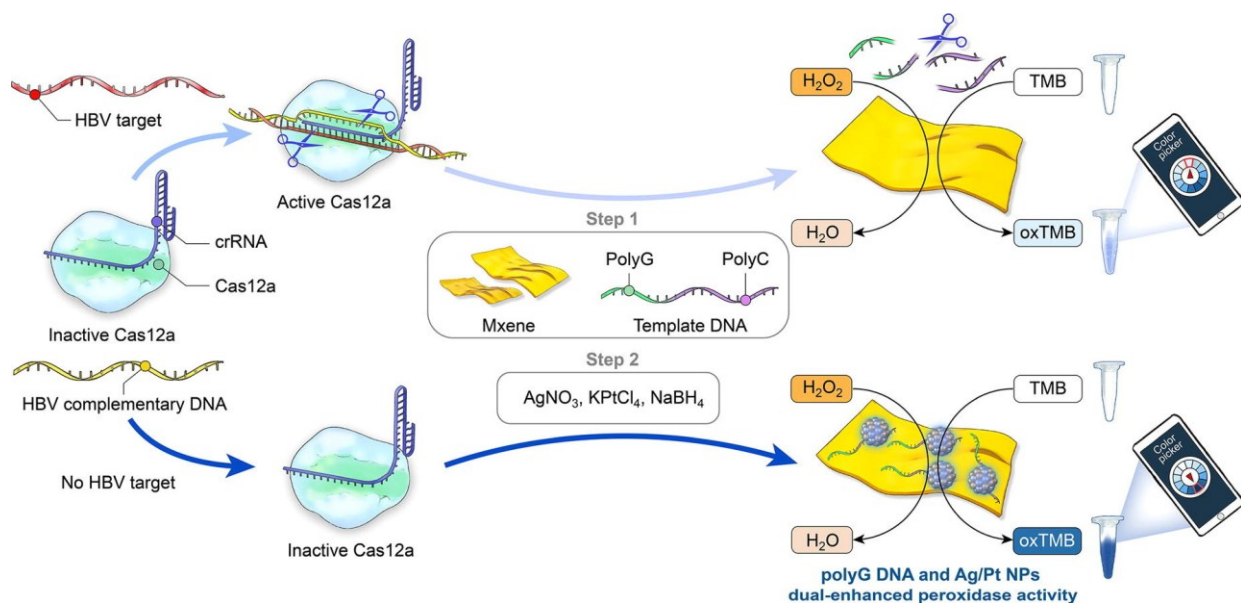 HBV target
Active Cas12a
crRNA
Cas12a
Inactive Cas12a
HBV complementary DNA
No HBV target
Inactive Cas12a
Step 1
PolyG
PolyC
Mxene
Template DNA
Step 2
AgNO₃, KPtCl₄, NaBH₄
H₂O₂
TMB
H₂O
oxTMB
Color
picker
H₂O₂
TMB
H₂O
oxTMB
Color
picker
polyG DNA and Ag/Pt NPs
dual-enhanced peroxidase activity